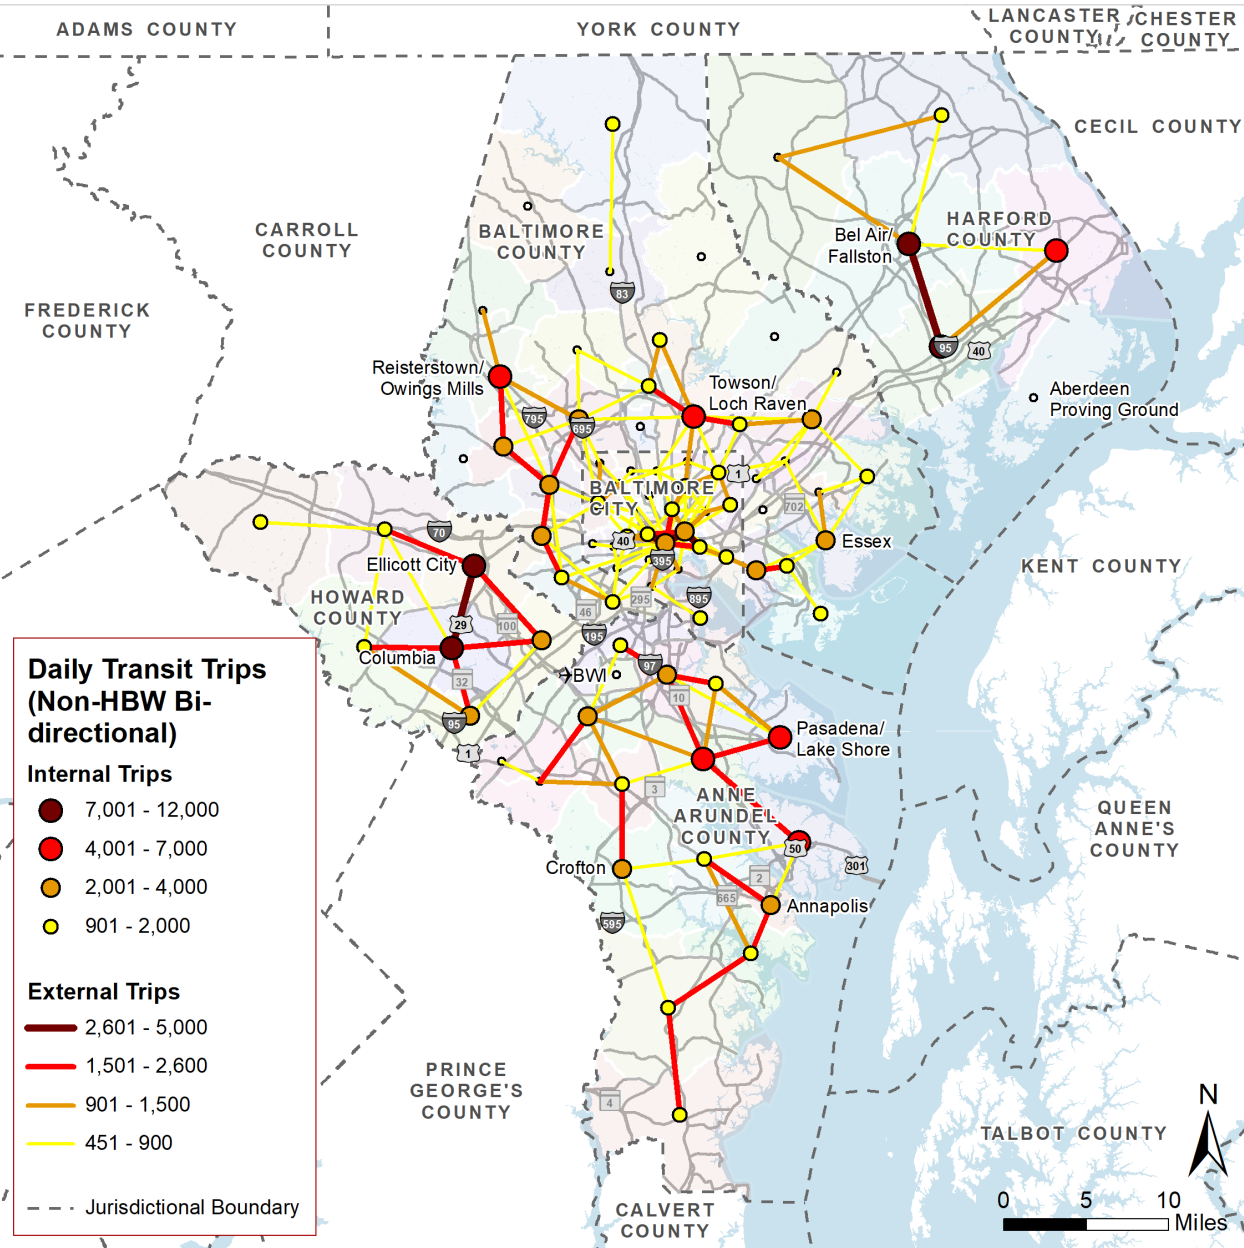 ADAMS COUNTY
YORK COUNTY
LANCASTER
COUNTY
CHESTER
COUNTY
CECIL COUNTY
HARFORD
COUNTY
Bel Air/
Fallston
CARROLL
COUNTY
BALTIMORE
COUNTY
83
FREDERICK
COUNTY
95
40
Reisterstown/
Owings Mills
Towson/
Loch Raven
Aberdeen
Proving Ground
795
695
BALTIMORE
CITY
1
702
70
40
395
Essex
Ellicott City
KENT COUNTY
HOWARD
COUNTY
29
100
46
295
895
195
Columbia
32
97
BWI
10
95
1
Pasadena/
Lake Shore
3
ANNE
ARUNDEL
COUNTY
QUEEN
ANNE'S
COUNTY
50
301
Crofton
2
665
Annapolis
595
PRINCE
GEORGE'S
COUNTY
4
TALBOT COUNTY
CALVERT
COUNTY
Daily Transit Trips
(Non-HBW Bi-
directional)
Internal Trips
7,001 - 12,000
4,001 - 7,000
2,001 - 4,000
901 - 2,000
External Trips
2,601 - 5,000
1,501 - 2,600
901 - 1,500
451 - 900
Jurisdictional Boundary
N
0 5 10
Miles